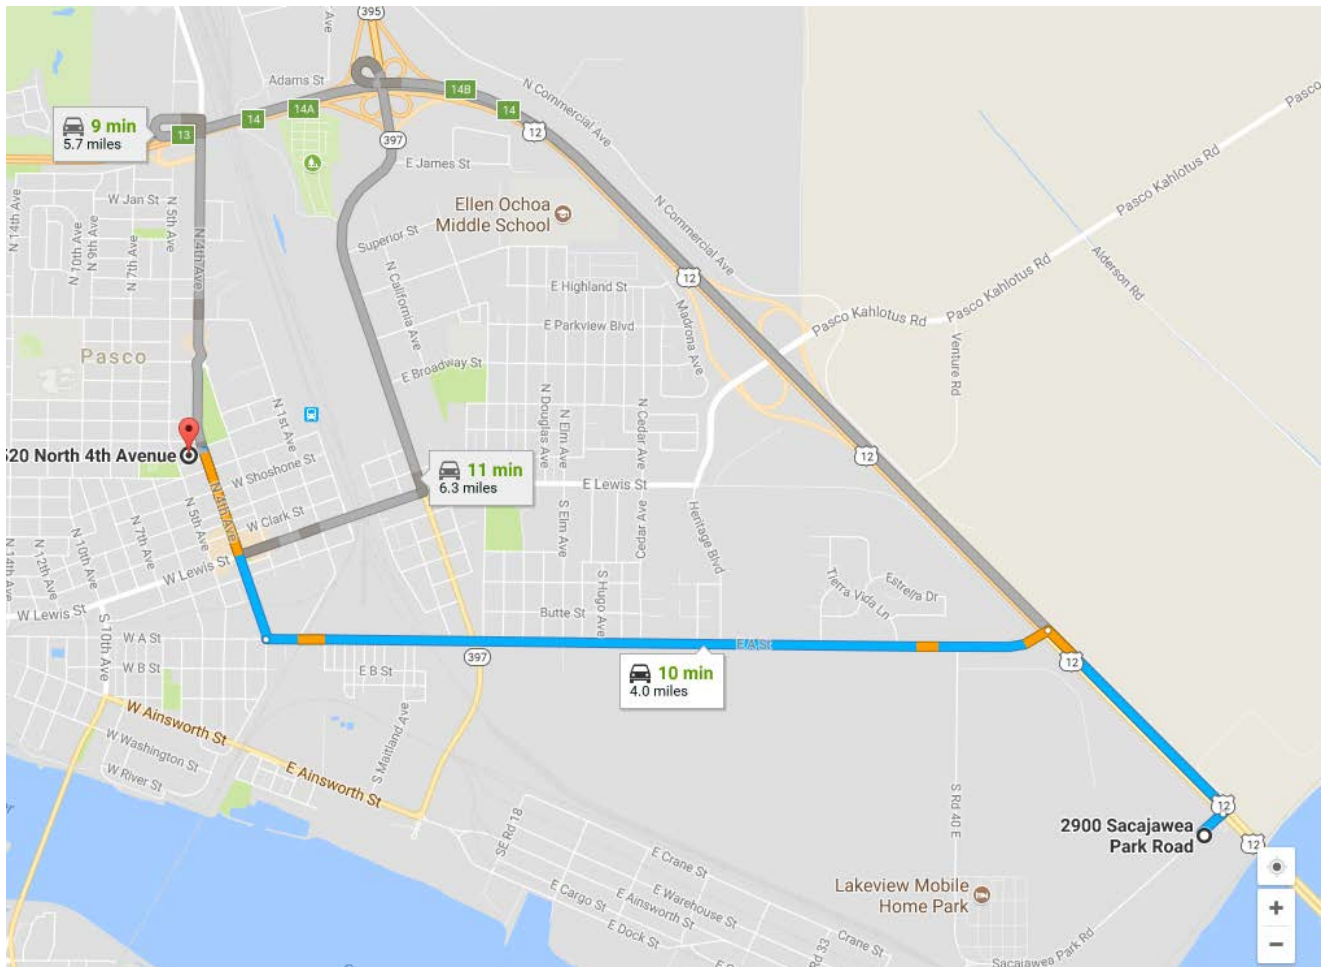 395
Adams St
14B
14
14A
14
13
9 min
5.7 miles
12
397
N Commercial Ave
E James St
Pasco Kahlotus Rd
W Jan St
N 5th Ave
N 14th Ave
N 10th Ave
N 9th Ave
N 7th Ave
N 4th Ave
Ellen Ochoa
Middle School
Superior St
N Commercial Ave
N California Ave
12
Alderson Rd
E Highland St
E Parkview Blvd
Madrona Ave
Pasco Kahlotus Rd
Pasco Kahlotus Rd
Venture Rd
Pasco
E Broadway St
N 1st Ave
N Douglas Ave
N Elm Ave
N Cedar Ave
520 North 4th Avenue
12
11 min
6.3 miles
W Shoshone St
E Lewis St
N 4th Ave
N 5th Ave
W Clark St
S Elm Ave
Cedar Ave
Heritage Blvd
N 7th Ave
N 10th Ave
N 12th Ave
N 14th Ave
W Lewis St
W Lewis St
S Hugo Ave
Tierra Vida Ln
Estrella Dr
Butte St
S 10th Ave
W A St
E A St
397
12
10 min
4.0 miles
W B St
E B St
W Ainsworth St
S Maitland Ave
W Washington St
W River St
E Ainsworth St
S Rd 40 E
12
2900 Sacajawea
Park Road
12
SE Rd 18
E Crane St
E Cargo St
E Warehouse St
E Ainsworth St
E Dock St
Rd 33
Crane St
Lakeview Mobile
Home Park
Sacajawea Park Rd
+
−